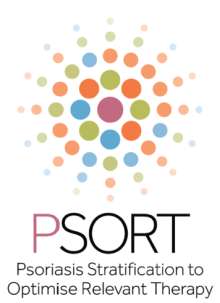 PSORT
Psoriasis Stratification to
Optimise Relevant Therapy